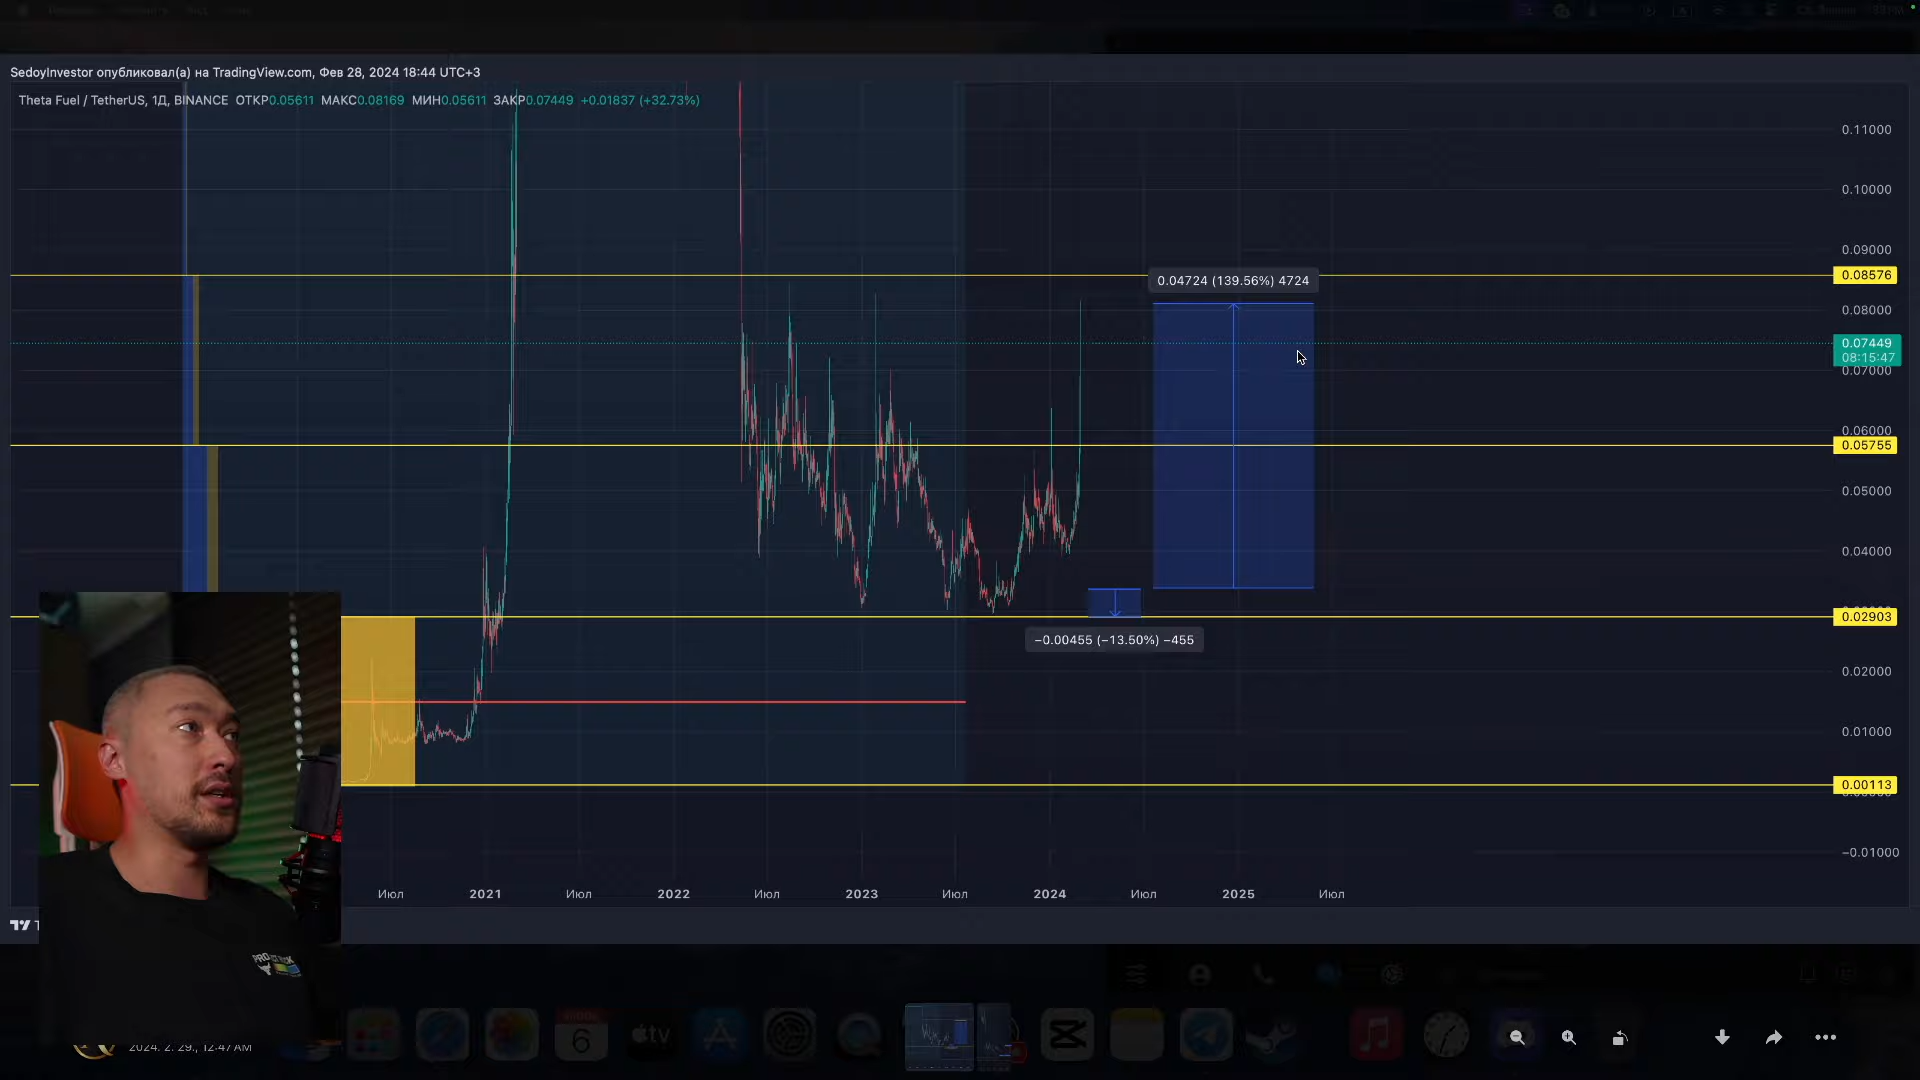 SedoyInvestor опубликовал(а) на TradingView.com, Фев 28, 2024 18:44 UTC+3
Theta Fuel / TetherUS, 1Д, BINANCE ОТКР0.05611 МАКС0.08169 МИН0.05611 ЗАКР0.07449 +0.01837 (+32.73%)
0.11000
0.10000
0.09000
0.08576
0.04724 (139.56%) 4724
0.08000
0.07449
08:15:47
0.07000
0.06000
0.05755
0.05000
0.04000
0.02903
−0.00455 (−13.50%) −455
0.02000
0.01000
0.00113
−0.01000
Июл 2021 Июл 2022 Июл 2023 Июл 2024 Июл 2025 Июл
6
tv
2024. 2. 29., 12:47 AM